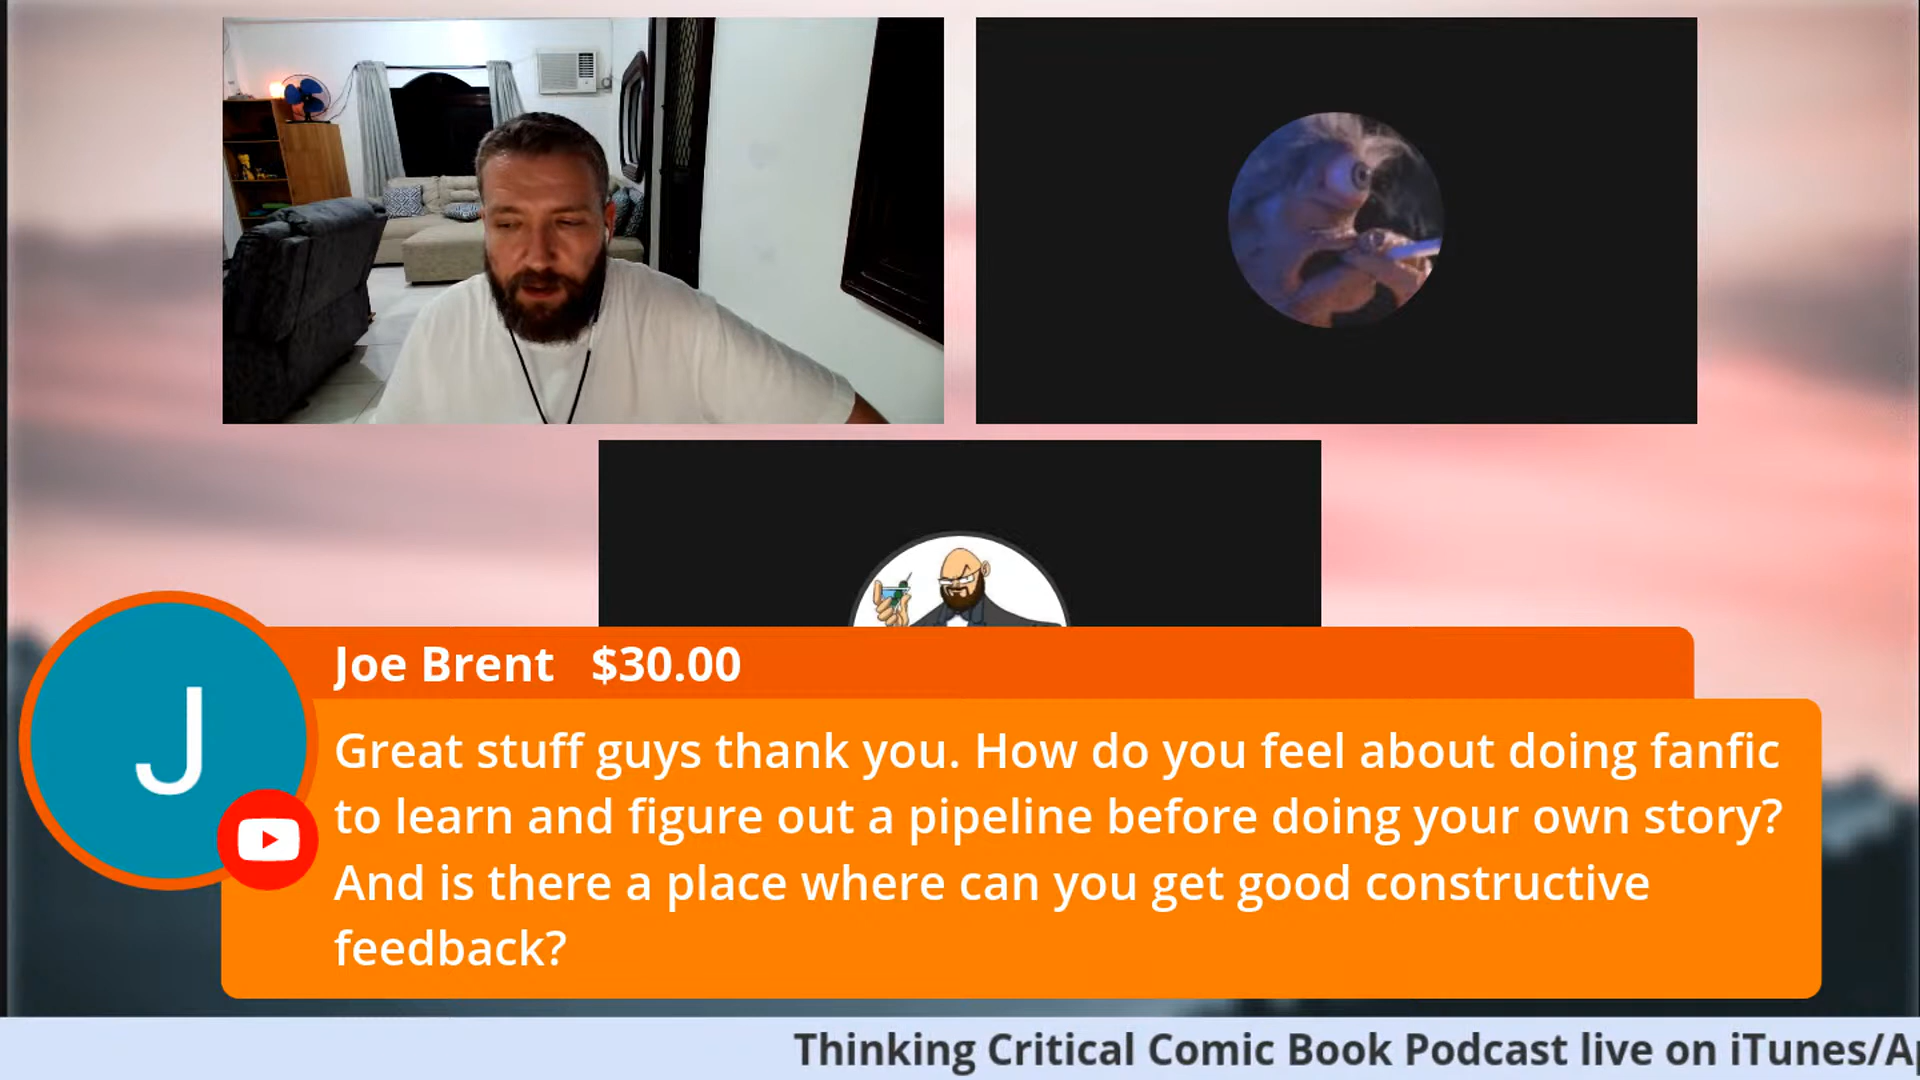 Joe Brent $30.00
J
Great stuff guys thank you. How do you feel about doing fanfic
to learn and figure out a pipeline before doing your own story?
And is there a place where can you get good constructive
feedback?
Thinking Critical Comic Book Podcast live on iTunes/Ap